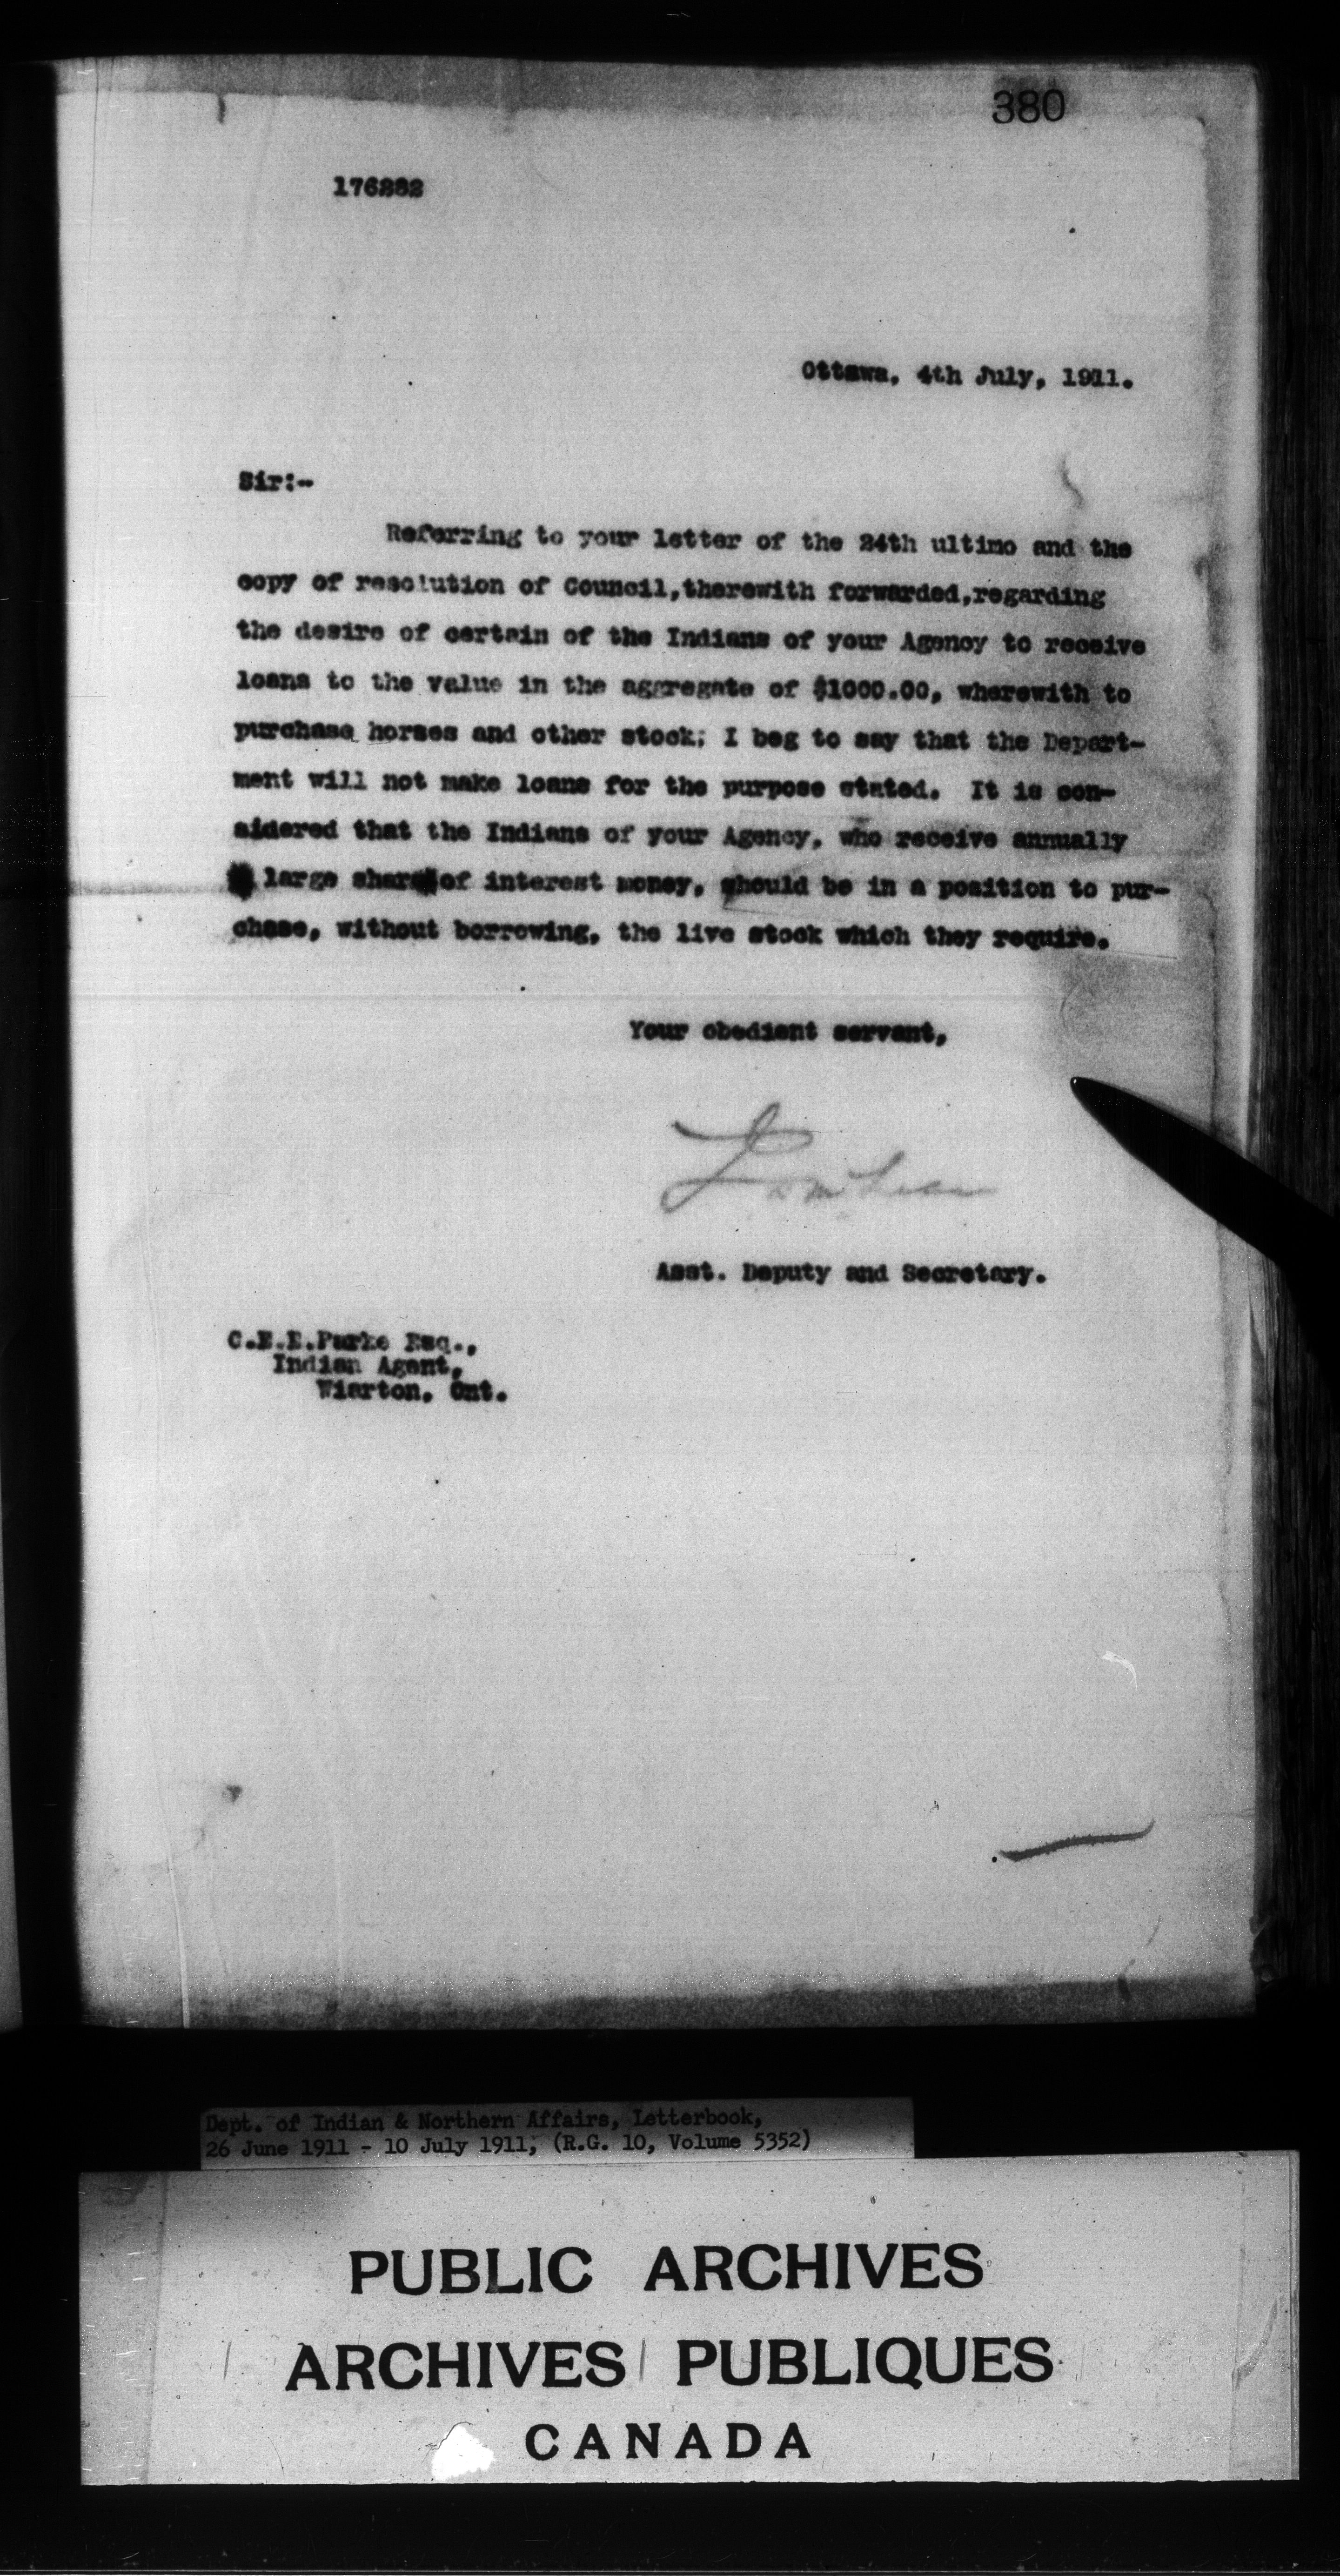 380
176282
Ottawa, 4th July, 1911.
Sir:-
Referring to your letter of the 24th ultimo and the
copy of resolution of Council, therewith forwarded, regarding
the desire of certain of the Indians of your Agency to receive
loans to the value in the aggregate of $1000.00, wherewith to
purchase horses and other stock; I beg to say that the Depart-
ment will not make loans for the purpose stated. It is con-
sidered that the Indians of your Agency, who receive annually
large share of interest money, should be in a position to pur-
chase, without borrowing, the live stock which they require.
Your obedient servant,
Asst. Deputy and Secretary.
C.E.E.Parke Esq.,
Indian Agent,
Wiarton, Ont.
Dept. of Indian & Northern Affairs, Letterbook,
26 June 1911 - 10 July 1911, (R.G. 10, Volume 5352)
PUBLIC ARCHIVES
ARCHIVES PUBLIQUES
CANADA